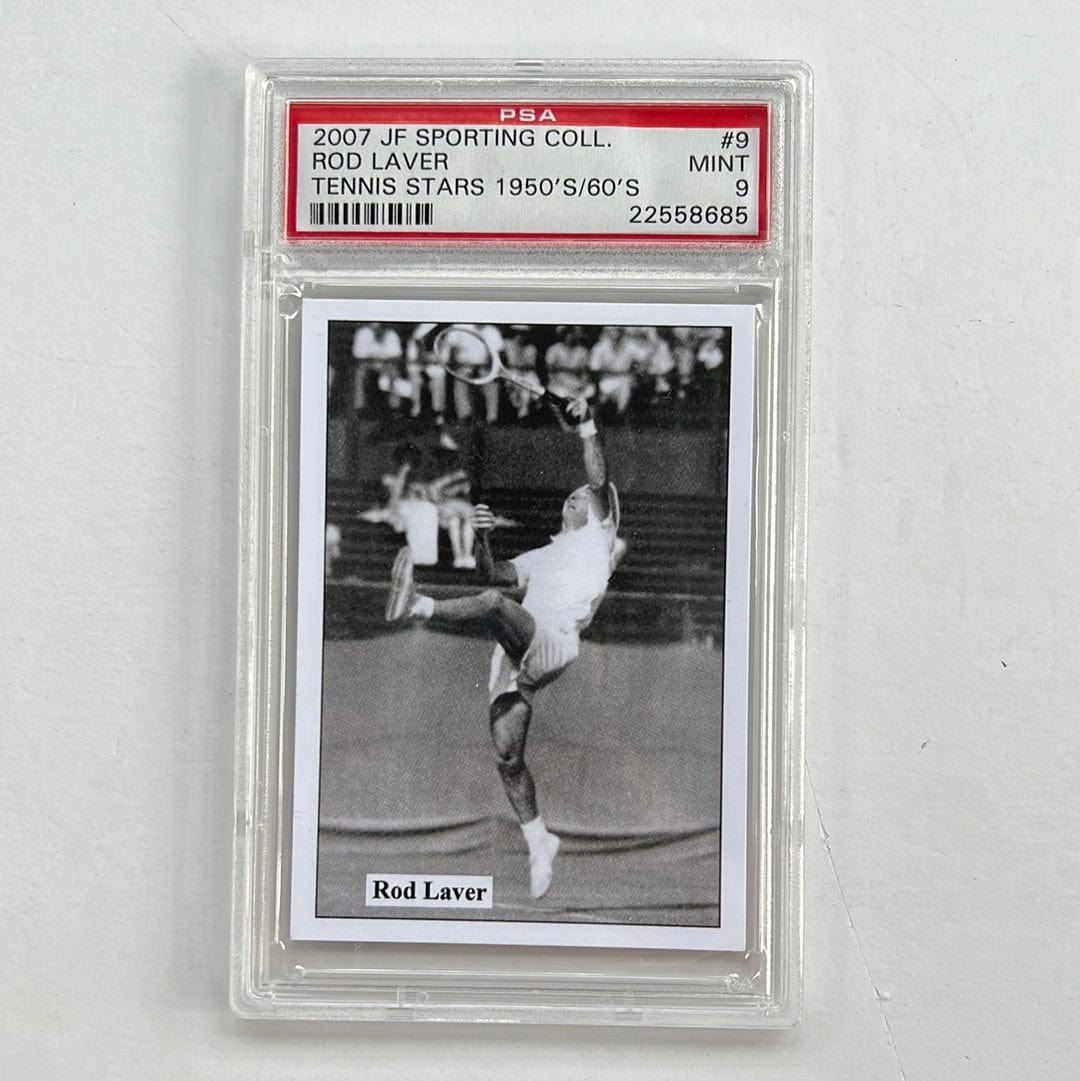 PSA
2007 JF SPORTING COLL. #9
ROD LAVER MINT
TENNIS STARS 1950'S/60'S 9
22558685
Rod Laver